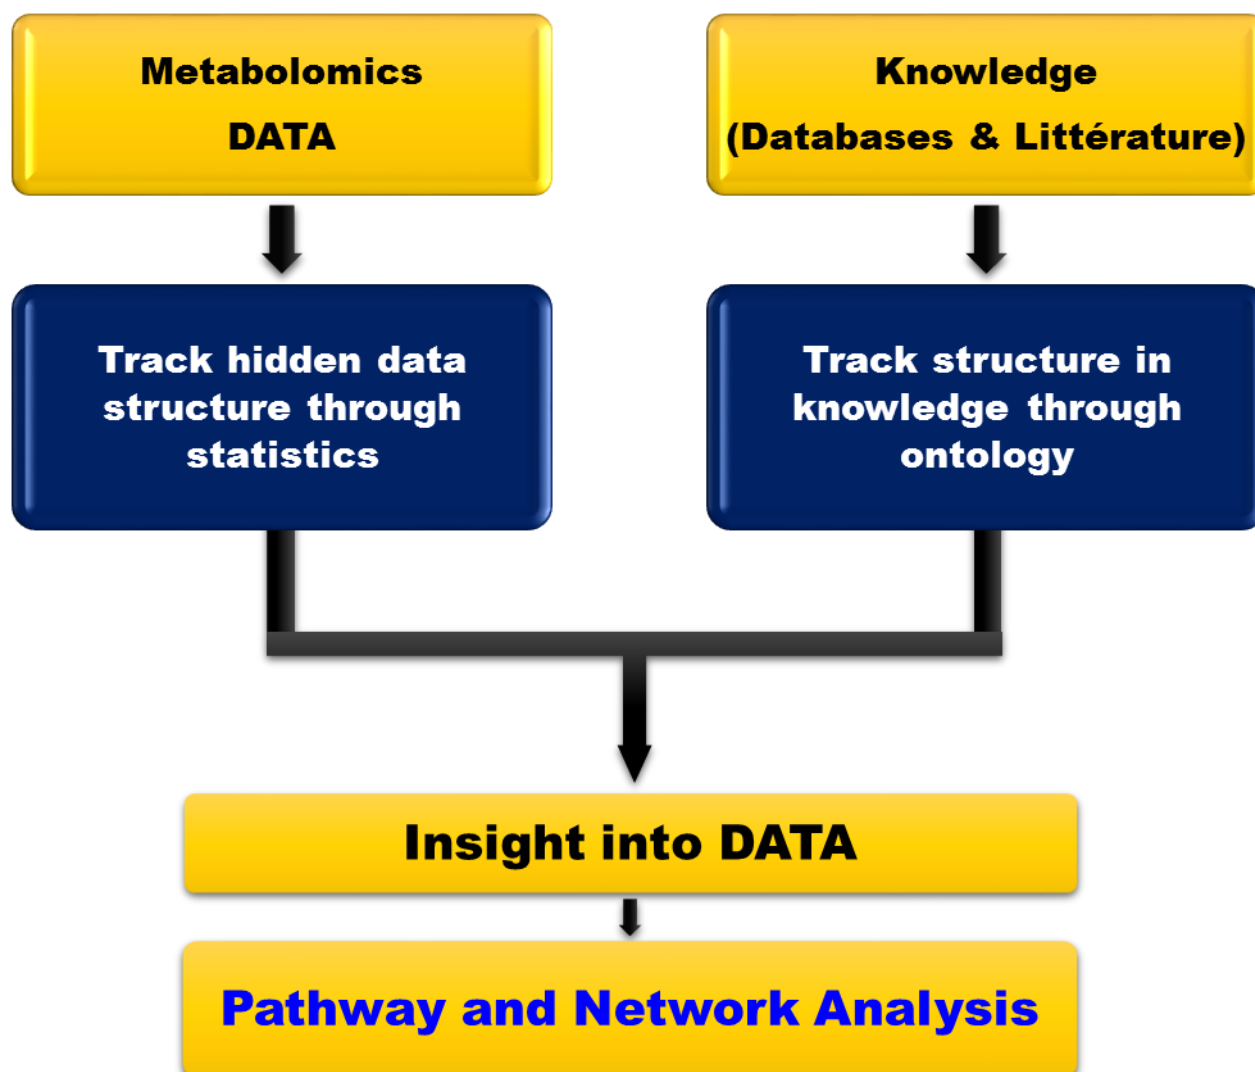 Metabolomics
DATA
Knowledge
(Databases & Littérature)
Track hidden data
structure through
statistics
Track structure in
knowledge through
ontology
Insight into DATA
Pathway and Network Analysis